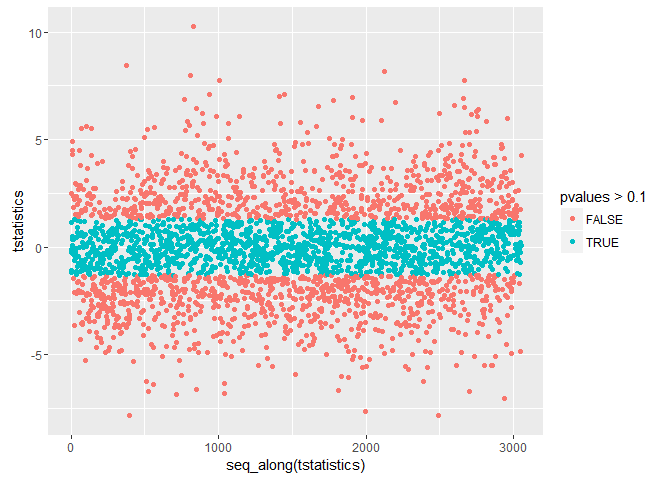 10
5
0
-5
tstatistics
0
1000
2000
3000
seq_along(tstatistics)
pvalues > 0.1
FALSE
TRUE